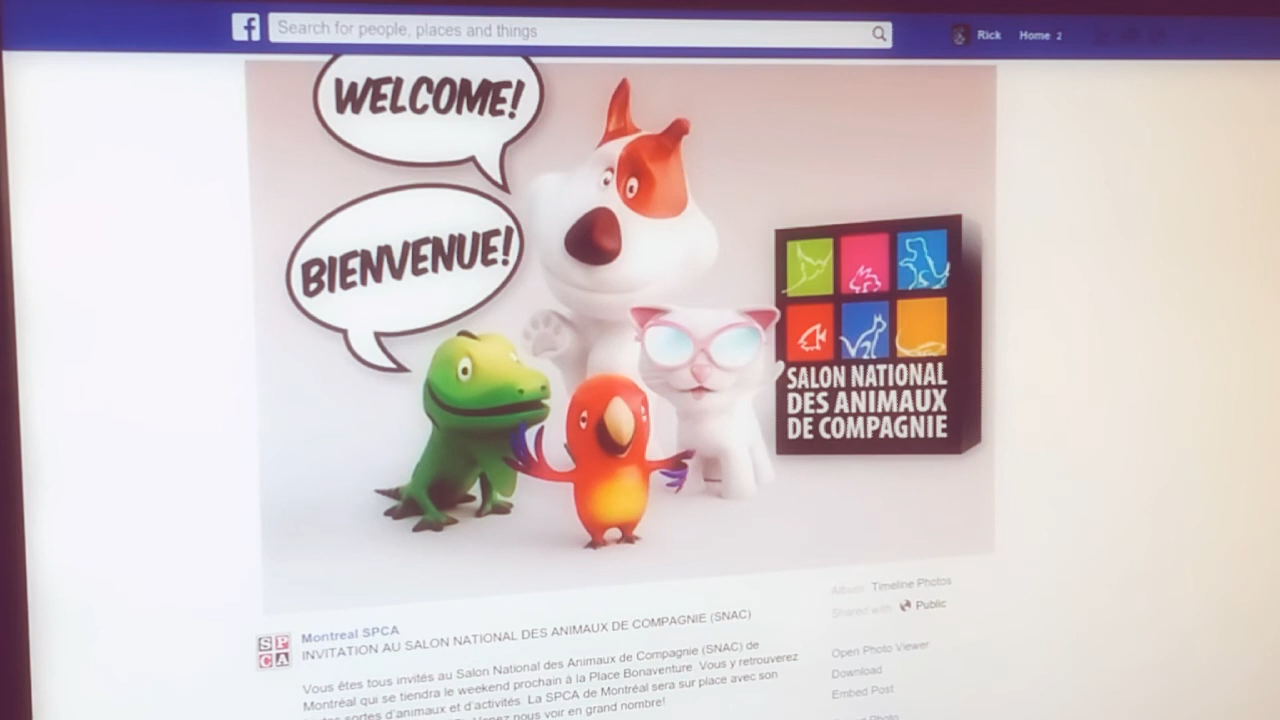 Search for people, places and things
Rick
Home 2
WELCOME!
BIENVENUE!
SALON NATIONAL
DES ANIMAUX
DE COMPAGNIE
SPCA
Montreal SPCA
INVITATION AU SALON NATIONAL DES ANIMAUX DE COMPAGNIE (SNAC)
Vous êtes tous invités au Salon National des Animaux de Compagnie (SNAC) de
Montréal qui se tiendra le weekend prochain à la Place Bonaventure. Vous y retrouverez
sortes d'animaux et d'activités. La SPCA de Montréal sera sur place avec son
Venez nous voir en grand nombre!
Album Timeline Photos
Shared with Public
Open Photo Viewer
Download
Embed Post